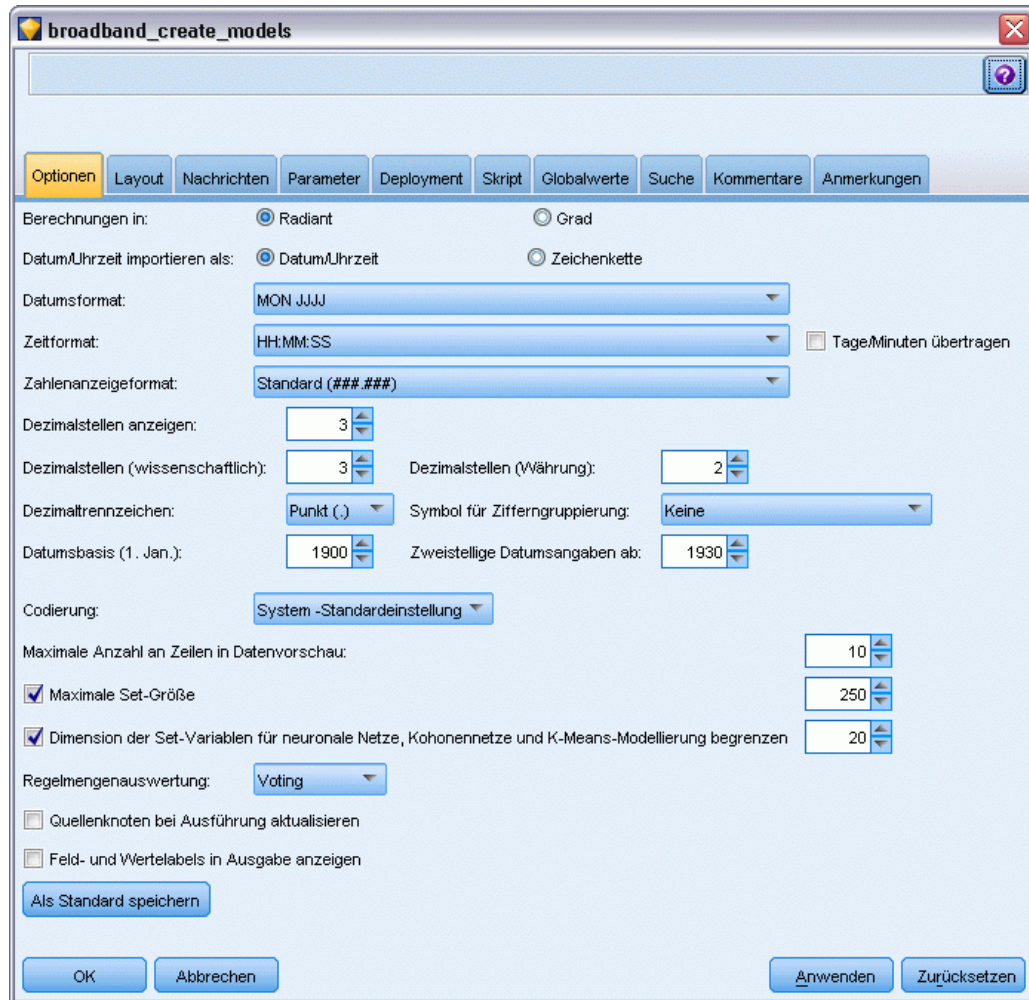 broadband_create_models
Optionen Layout Nachrichten Parameter Deployment Skript Globalwerte Suche Kommentare Anmerkungen
Berechnungen in: Radiant Grad
Datum/Uhrzeit importieren als: Datum/Uhrzeit Zeichenkette
Datumsformat: MON JJJJ
Zeitformat: HH:MM:SS Tage/Minuten übertragen
Zahlenanzeigeformat: Standard (###.###)
Dezimalstellen anzeigen: 3
Dezimalstellen (wissenschaftlich): 3 Dezimalstellen (Währung): 2
Dezimaltrennzeichen: Punkt (.) Symbol für Zifferngruppierung: Keine
Datumsbasis (1. Jan.): 1900 Zweistellige Datumsangaben ab: 1930
Codierung: System -Standardeinstellung
Maximale Anzahl an Zeilen in Datenvorschau: 10
Maximale Set-Größe 250
Dimension der Set-Variablen für neuronale Netze, Kohonennetze und K-Means-Modellierung begrenzen 20
Regelmengenauswertung: Voting
Quellenknoten bei Ausführung aktualisieren
Feld- und Wertelabels in Ausgabe anzeigen
Als Standard speichern
OK Abbrechen Anwenden Zurücksetzen